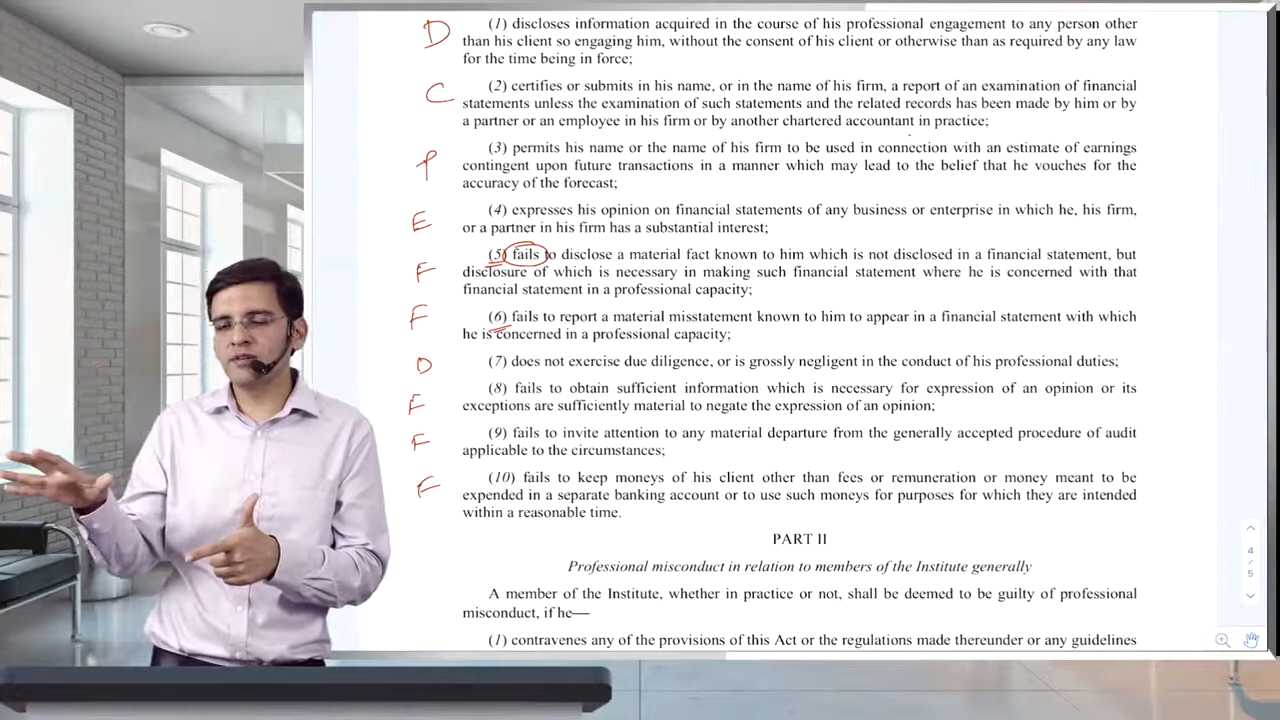 D
(1) discloses information acquired in the course of his professional engagement to any person other
than his client so engaging him, without the consent of his client or otherwise than as required by any law
for the time being in force;
C
(2) certifies or submits in his name, or in the name of his firm, a report of an examination of financial
statements unless the examination of such statements and the related records has been made by him or by
a partner or an employee in his firm or by another chartered accountant in practice;
P
(3) permits his name or the name of his firm to be used in connection with an estimate of earnings
contingent upon future transactions in a manner which may lead to the belief that he vouches for the
accuracy of the forecast;
E
(4) expresses his opinion on financial statements of any business or enterprise in which he, his firm,
or a partner in his firm has a substantial interest;
F
(5) fails to disclose a material fact known to him which is not disclosed in a financial statement, but
disclosure of which is necessary in making such financial statement where he is concerned with that
financial statement in a professional capacity;
F
(6) fails to report a material misstatement known to him to appear in a financial statement with which
he is concerned in a professional capacity;
D
(7) does not exercise due diligence, or is grossly negligent in the conduct of his professional duties;
F
(8) fails to obtain sufficient information which is necessary for expression of an opinion or its
exceptions are sufficiently material to negate the expression of an opinion;
F
(9) fails to invite attention to any material departure from the generally accepted procedure of audit
applicable to the circumstances;
F
(10) fails to keep moneys of his client other than fees or remuneration or money meant to be
expended in a separate banking account or to use such moneys for purposes for which they are intended
within a reasonable time.
PART II
Professional misconduct in relation to members of the Institute generally
A member of the Institute, whether in practice or not, shall be deemed to be guilty of professional
misconduct, if he—
(1) contravenes any of the provisions of this Act or the regulations made thereunder or any guidelines
4
/
5